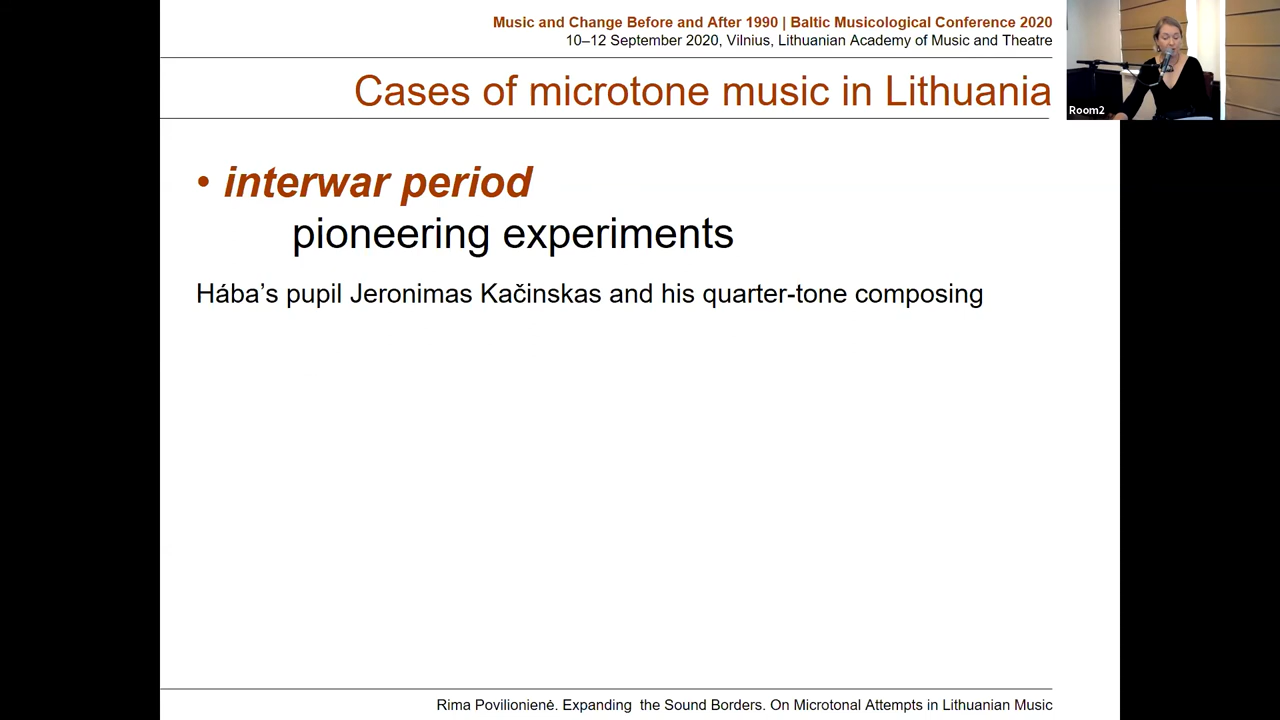 Music and Change Before and After 1990 | Baltic Musicological Conference 2020
10–12 September 2020, Vilnius, Lithuanian Academy of Music and Theatre
Cases of microtone music in Lithuania
Room2
• interwar period
pioneering experiments
Hába’s pupil Jeronimas Kačinskas and his quarter-tone composing
Rima Povilionienė. Expanding the Sound Borders. On Microtonal Attempts in Lithuanian Music